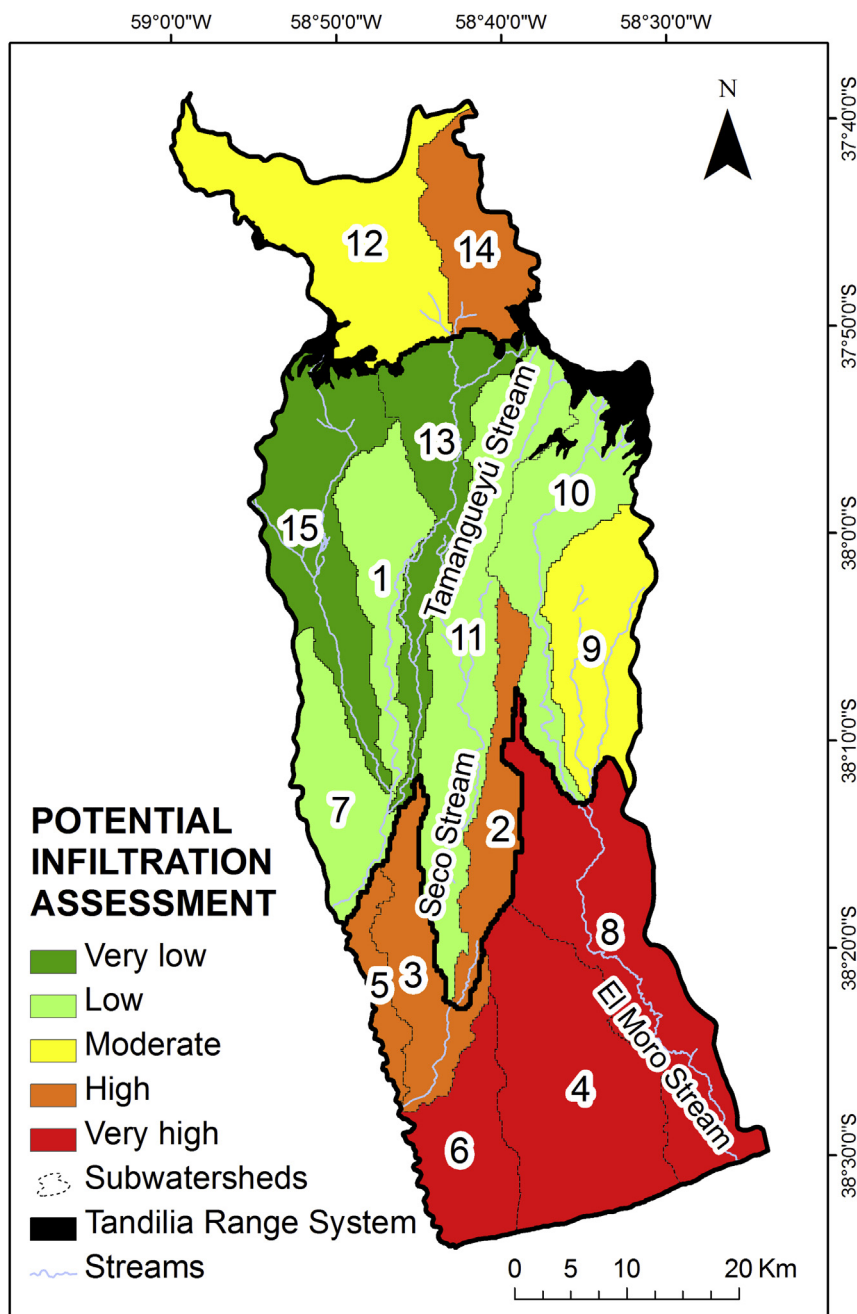 59°0'0"W 58°50'0"W 58°40'0"W 58°30'0"W
N
37°40'0"S
37°50'0"S
38°0'0"S
38°10'0"S
38°20'0"S
38°30'0"S
12
14
13
10
15
1
11
9
7
2
8
3
5
4
6
Tamangueyú Stream
Seco Stream
El Moro Stream
POTENTIAL
INFILTRATION
ASSESSMENT
Very low
Low
Moderate
High
Very high
Subwatersheds
Tandilia Range System
Streams
0 5 10 20 Km